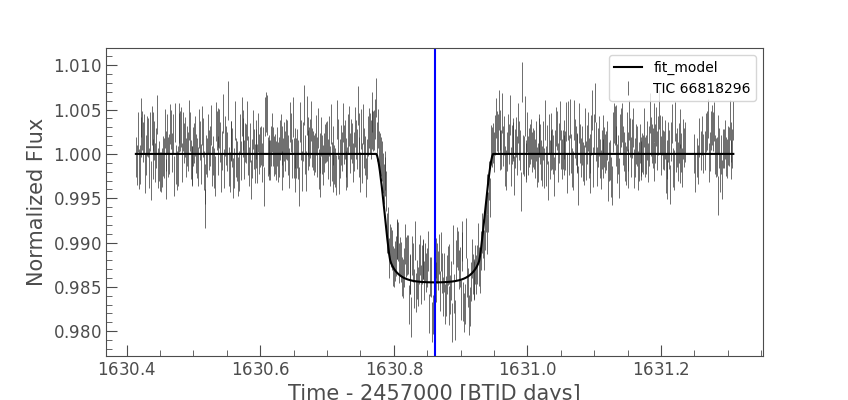 fit_model
TIC 66818296
1.010
1.005
1.000
0.995
0.990
0.985
0.980
Normalized Flux
1630.4 1630.6 1630.8 1631.0 1631.2
Time - 2457000 [BTJD days]